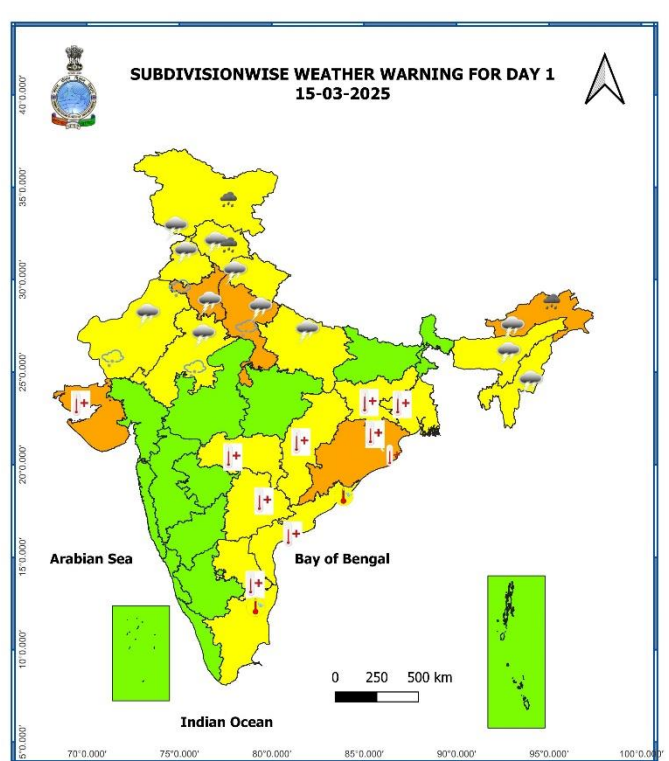 SUBDIVISIONWISE WEATHER WARNING FOR DAY 1
15-03-2025
40°0.000'
35°0.000'
30°0.000'
25°0.000'
20°0.000'
15°0.000'
10°0.000'
5°0.000'
Arabian Sea
Bay of Bengal
0 250 500 km
Indian Ocean
70°0.000' 75°0.000' 80°0.000' 85°0.000' 90°0.000' 95°0.000' 100°0.000'